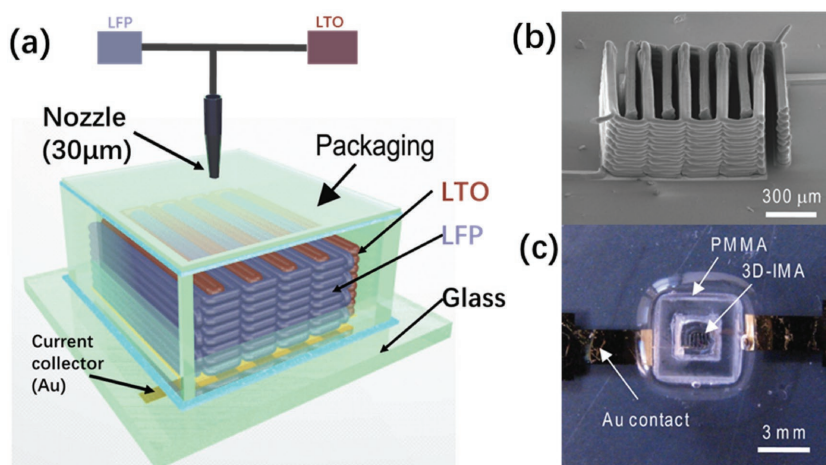 (a)
LFP
LTO
Nozzle
(30μm)
Packaging
LTO
LFP
Glass
Current
collector
(Au)
(b)
300 μm
(c)
PMMA
3D-IMA
Au contact
3 mm